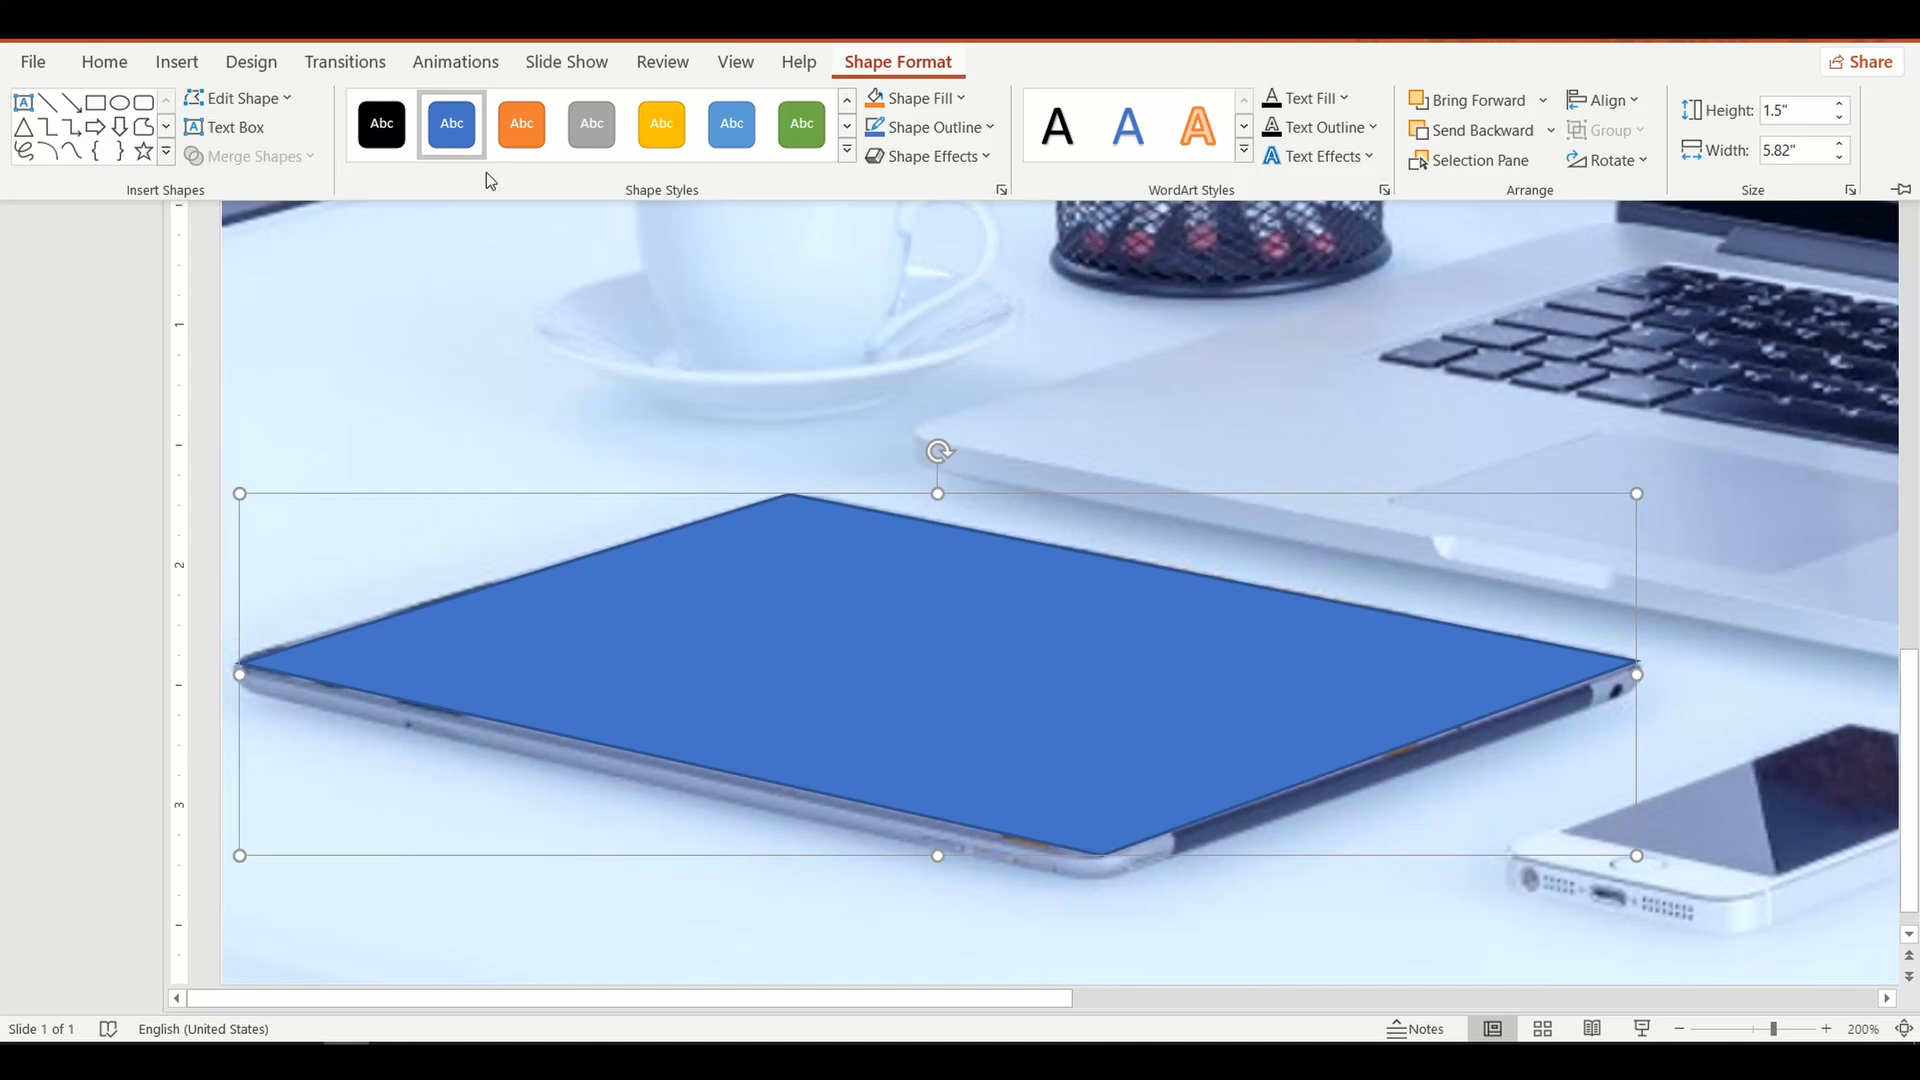 File Home Insert Design Transitions Animations Slide Show Review View Help Shape Format Share
Edit Shape
Text Box
Merge Shapes
Insert Shapes
Abc Abc Abc Abc Abc Abc Abc
Shape Fill
Shape Outline
Shape Effects
Shape Styles
A A A
Text Fill
Text Outline
Text Effects
WordArt Styles
Bring Forward
Send Backward
Selection Pane
Align
Group
Rotate
Arrange
Height: 1.5"
Width: 5.82"
Size
1
2
3
Slide 1 of 1 English (United States) Notes 200%